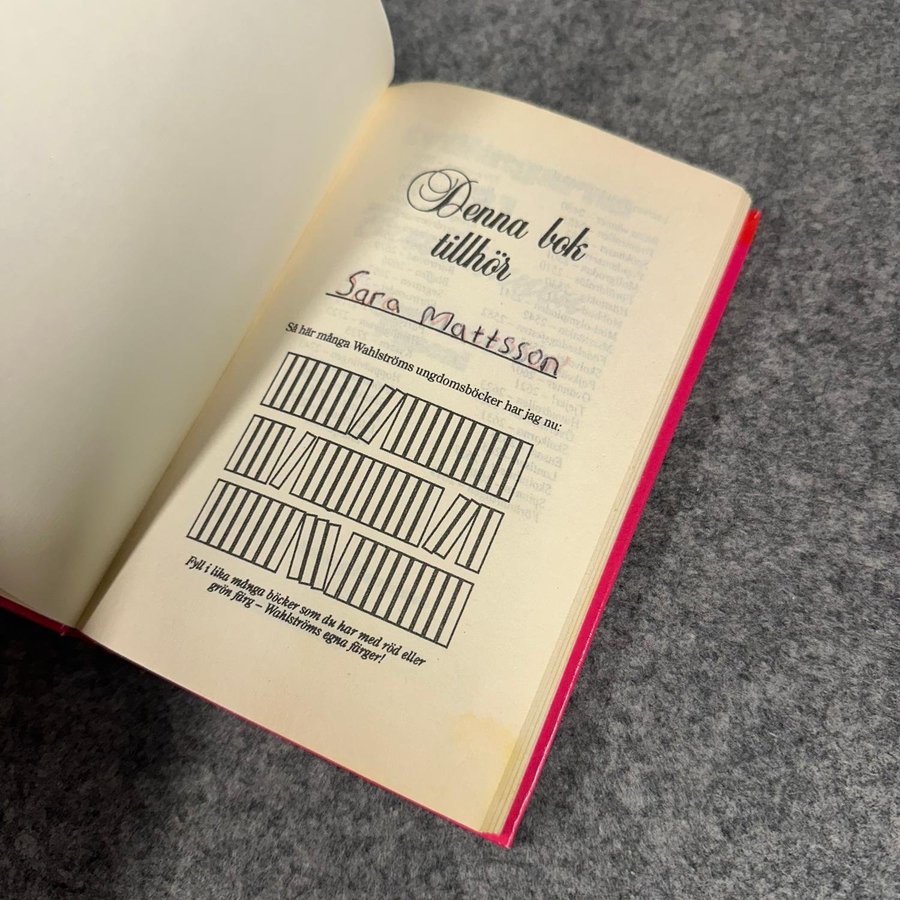 Denna bok
tillhör
Sara Mattsson
Så här många Wahlströms ungdomsböcker har jag nu:
Fyll i lika många böcker som du har med röd eller
grön färg – Wahlströms egna färger!